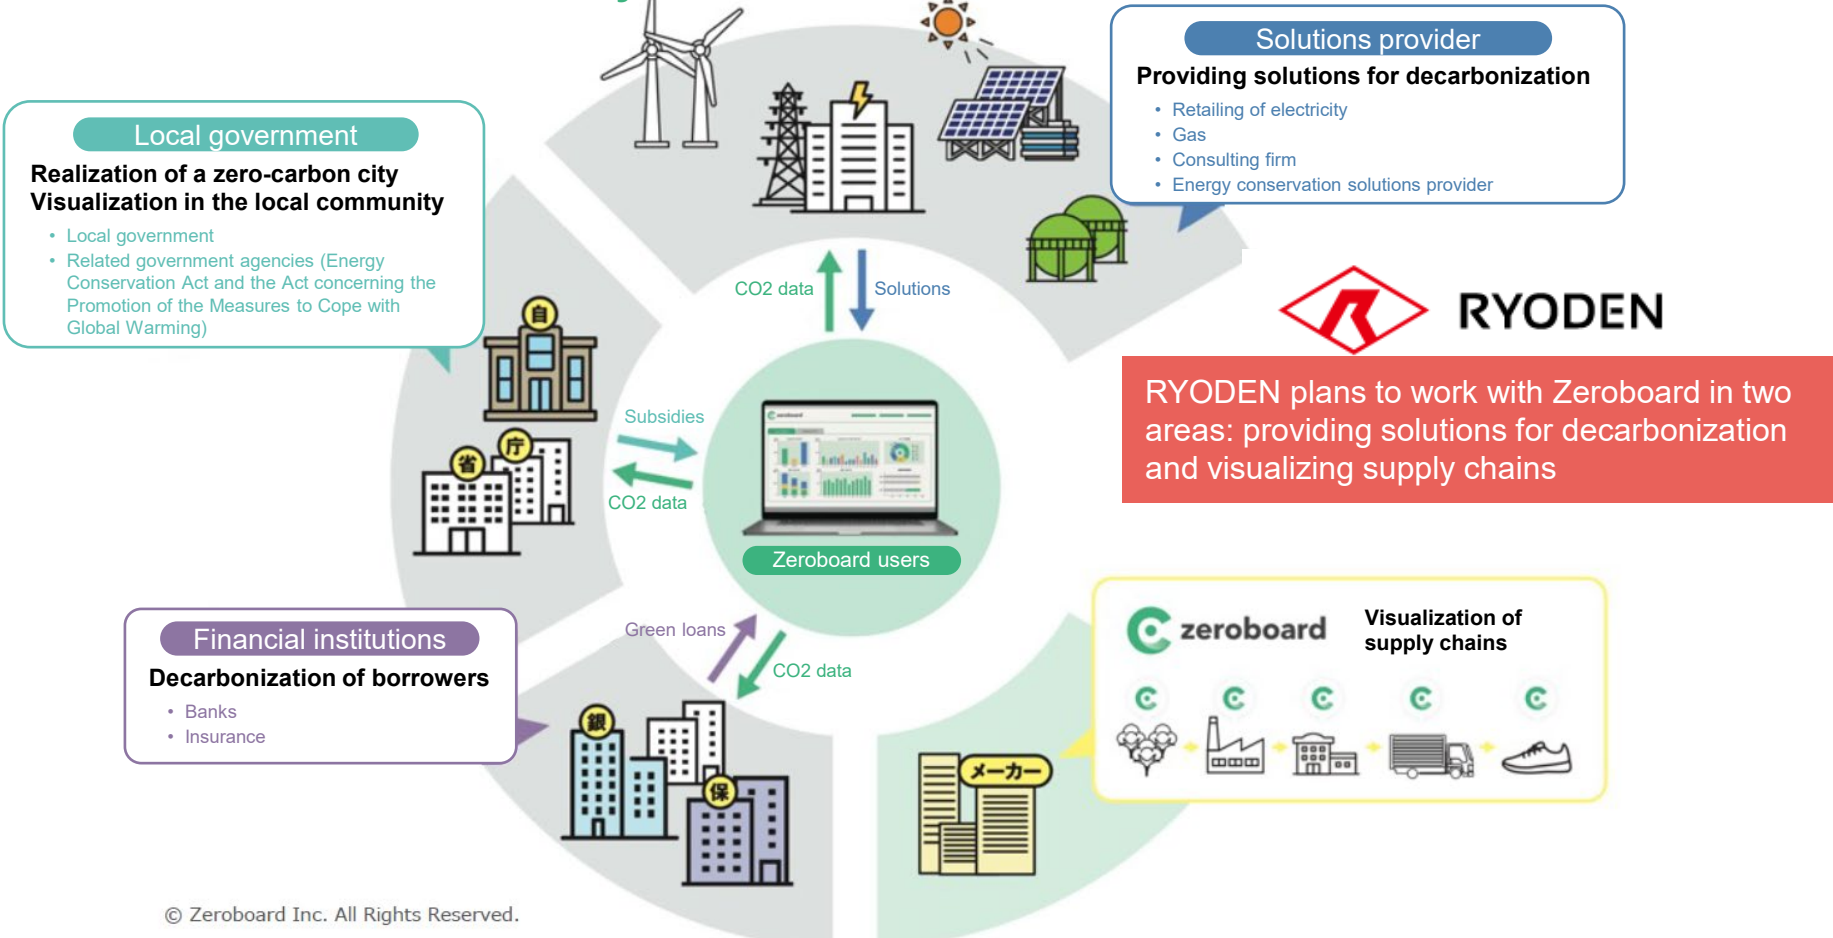 Solutions provider
Providing solutions for decarbonization
• Retailing of electricity
• Gas
• Consulting firm
• Energy conservation solutions provider
Local government
Realization of a zero-carbon city
Visualization in the local community
• Local government
• Related government agencies (Energy
Conservation Act and the Act concerning the
Promotion of the Measures to Cope with
Global Warming)
CO2 data
Solutions
RYODEN
RYODEN plans to work with Zeroboard in two
areas: providing solutions for decarbonization
and visualizing supply chains
自
庁
省
Subsidies
CO2 data
zeroboard
Zeroboard users
Green loans
CO2 data
Financial institutions
Decarbonization of borrowers
• Banks
• Insurance
銀
保
メーカー
zeroboard
Visualization of
supply chains
© Zeroboard Inc. All Rights Reserved.